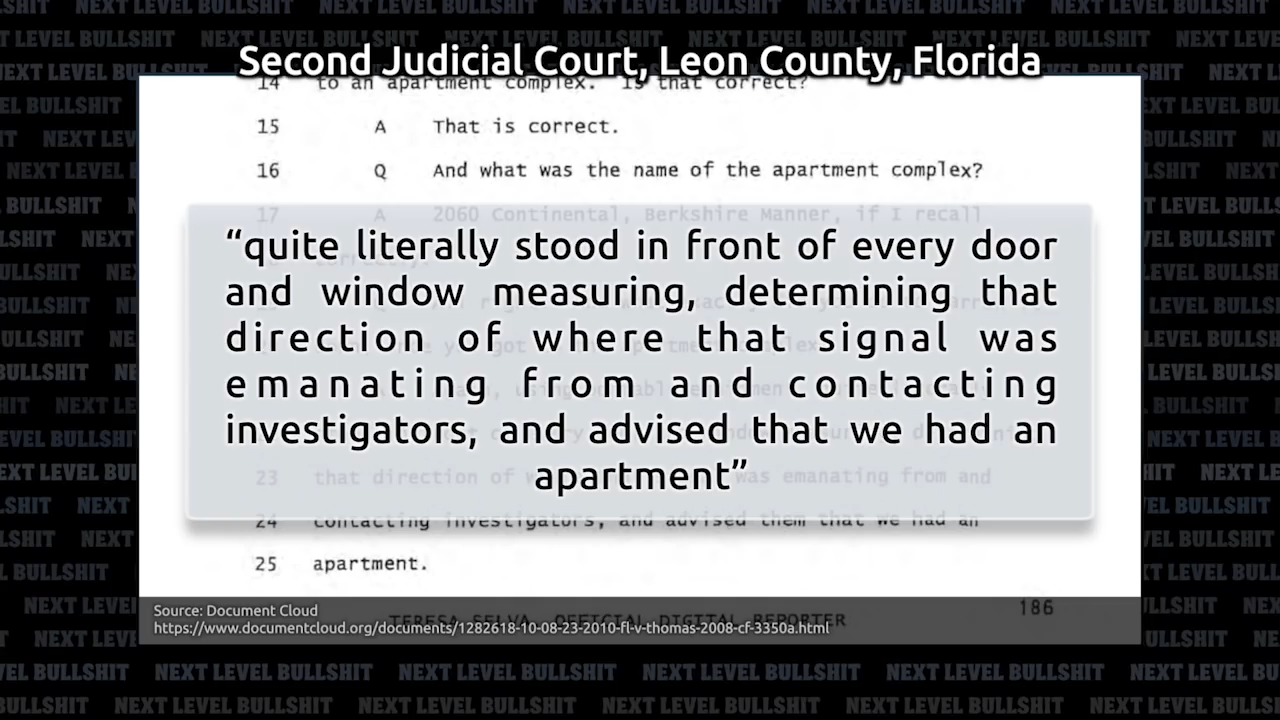 Second Judicial Court, Leon County, Florida
14 to an apartment complex. Is that correct?
15 A That is correct.
16 Q And what was the name of the apartment complex?
17 A 2060 Continental, Berkshire Manner, if I recall
“quite literally stood in front of every door
and window measuring, determining that
direction of where that signal was
emanating from and contacting
investigators, and advised that we had an
apartment”
23 that direction of was emanating from and
24 contacting investigators, and advised them that we had an
25 apartment.
186
TERESA SELVA, OFFICIAL DIGITAL REPORTER
Source: Document Cloud
https://www.documentcloud.org/documents/1282618-10-08-23-2010-fl-v-thomas-2008-cf-3350a.html
NEXT LEVEL BULLSHIT